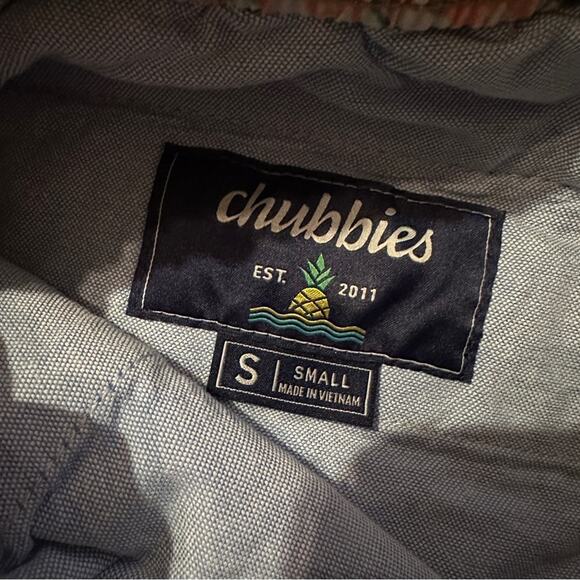 chubbies
EST. 2011
S SMALL
MADE IN VIETNAM